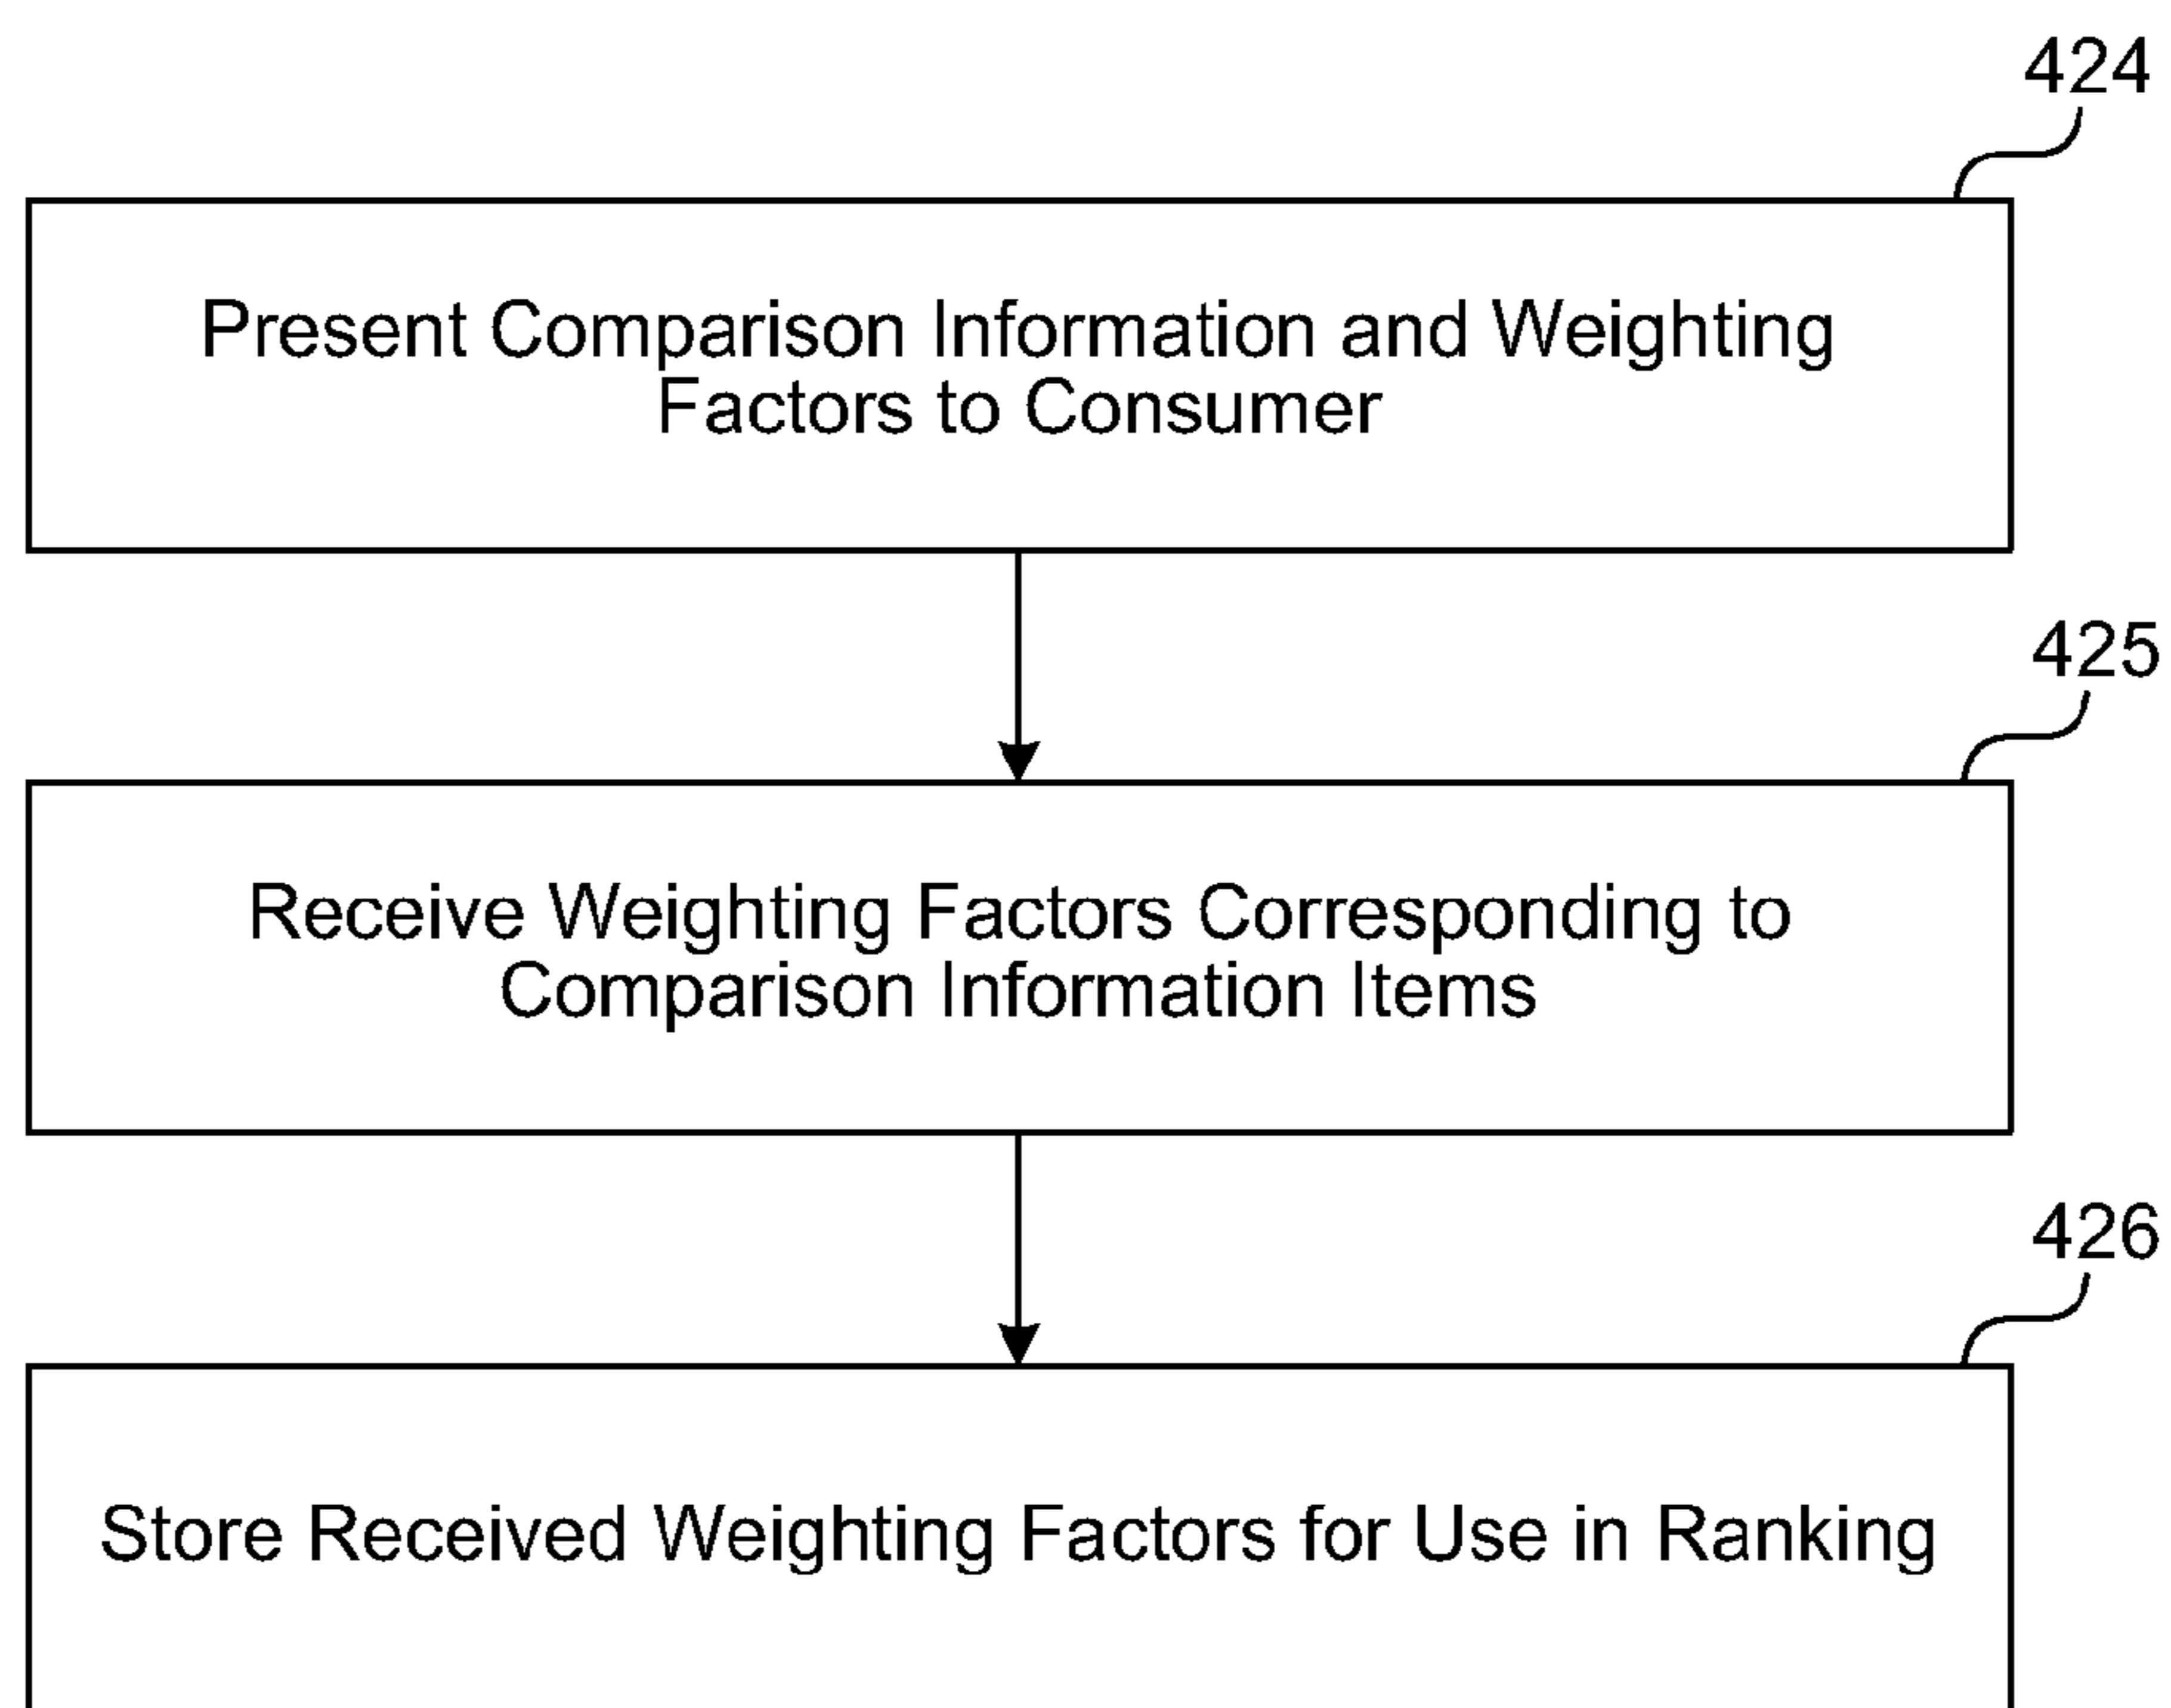 424
Present Comparison Information and Weighting
Factors to Consumer
425
Receive Weighting Factors Corresponding to
Comparison Information Items
426
Store Received Weighting Factors for Use in Ranking